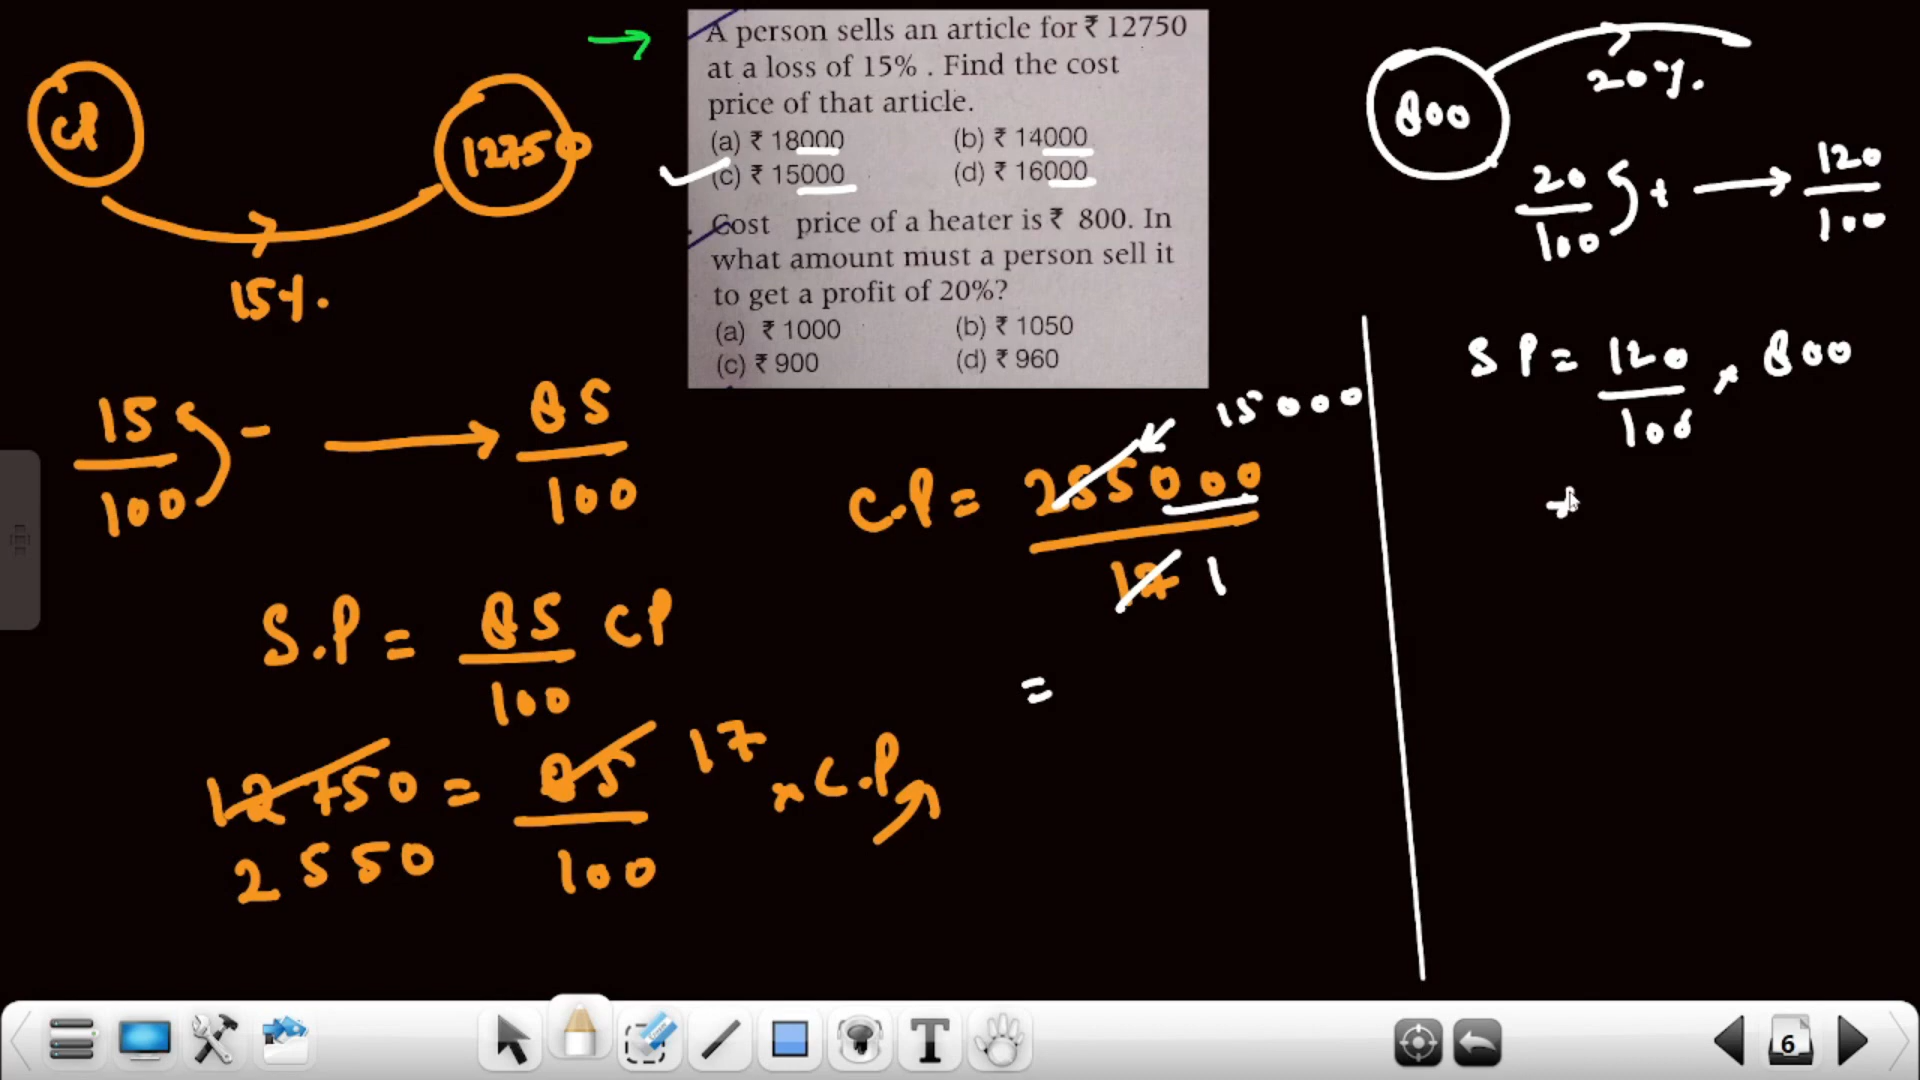 A person sells an article for ₹ 12750
at a loss of 15% . Find the cost
price of that article.
(a) ₹ 18000 (b) ₹ 14000
(c) ₹ 15000 (d) ₹ 16000
Cost price of a heater is ₹ 800. In
what amount must a person sell it
to get a profit of 20%?
(a) ₹ 1000 (b) ₹ 1050
(c) ₹ 900 (d) ₹ 960
CP
12750
15%.
15/100 - → 85/100
S.P = 85/100 CP
12750 = 85/100 17 × C.P
2550
C.P = 255000/17 1
15000
=
800
20%.
20/100 + → 120/100
SP = 120/100 × 800
T
6